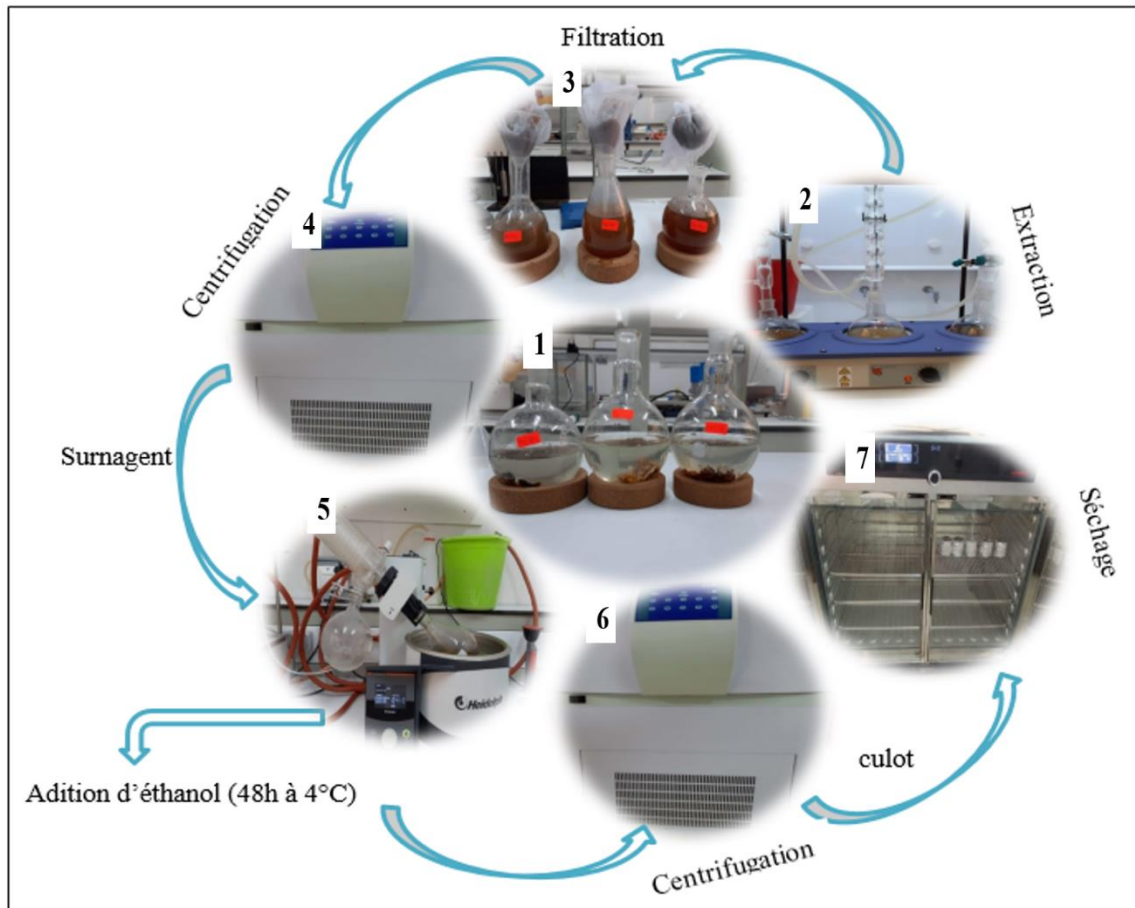 Filtration
3
2
Extraction
Centrifugation
4
1
Surnagent
5
7
Séchage
6
culot
Adition d’éthanol (48h à 4°C)
Centrifugation